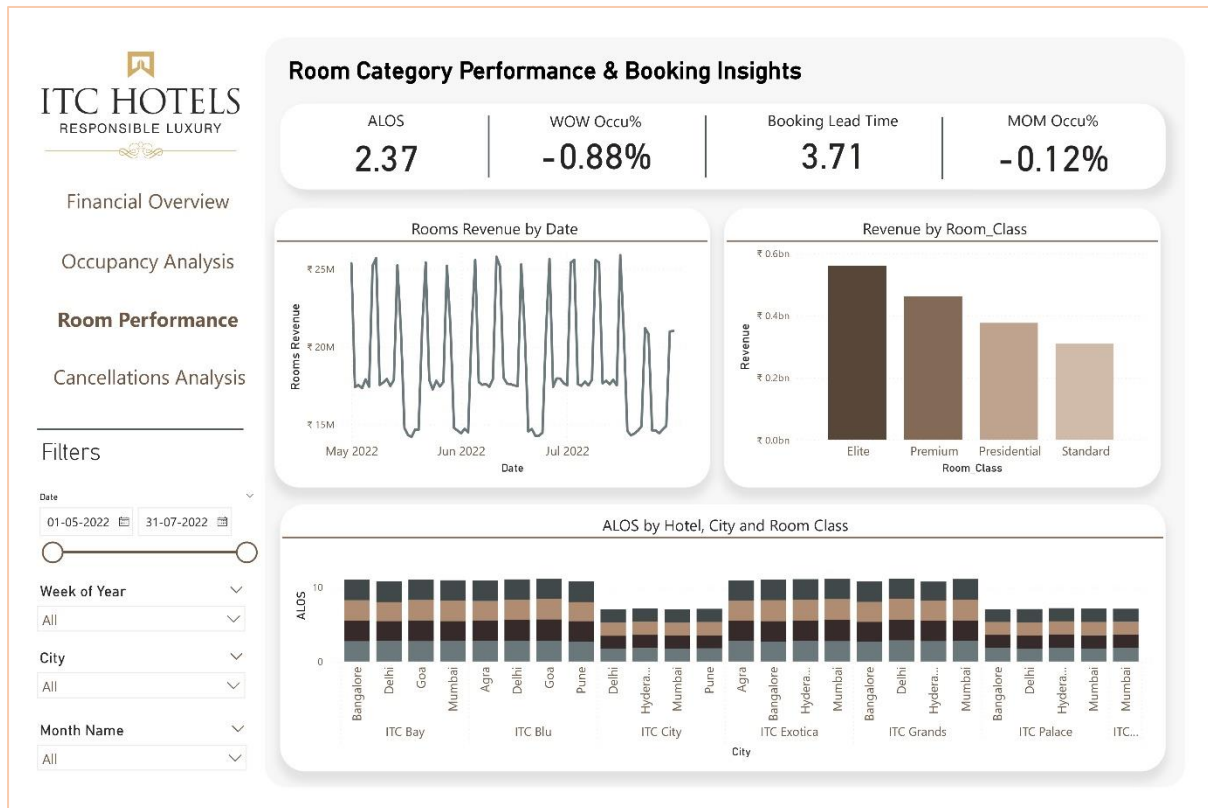 ITC HOTELS
RESPONSIBLE LUXURY
Financial Overview
Occupancy Analysis
Room Performance
Cancellations Analysis
Filters
Date
01-05-2022 31-07-2022
Week of Year
All
City
All
Month Name
All
Room Category Performance & Booking Insights
ALOS WOW Occu% Booking Lead Time MOM Occu%
2.37 -0.88% 3.71 -0.12%
Rooms Revenue by Date
Rooms Revenue
₹ 25M
₹ 20M
₹ 15M
May 2022 Jun 2022 Jul 2022
Date
Revenue by Room_Class
Revenue
₹ 0.6bn
₹ 0.4bn
₹ 0.2bn
₹ 0.0bn
Elite Premium Presidential Standard
Room_Class
ALOS by Hotel, City and Room Class
ALOS
10
0
Bangalore Delhi Goa Mumbai Agra Delhi Goa Pune Delhi Hydera... Mumbai Pune Agra Bangalore Hydera... Mumbai Bangalore Delhi Hydera... Mumbai Bangalore Delhi Hydera... Mumbai Mumbai
ITC Bay ITC Blu ITC City ITC Exotica ITC Grands ITC Palace ITC...
City